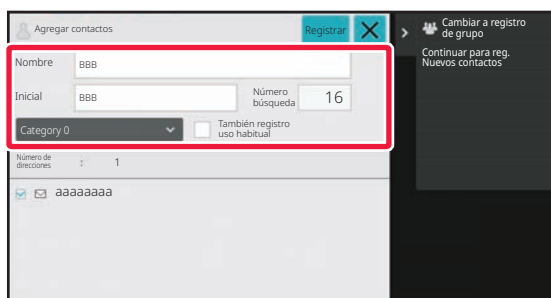 Agregar contactos
Registrar
Nombre
BBB
Inicial
BBB
Número
búsqueda
16
Category 0
También registro
uso habitual
Número de
direcciones
:
1
aaaaaaaa
Cambiar a registro
de grupo
Continuar para reg.
Nuevos contactos